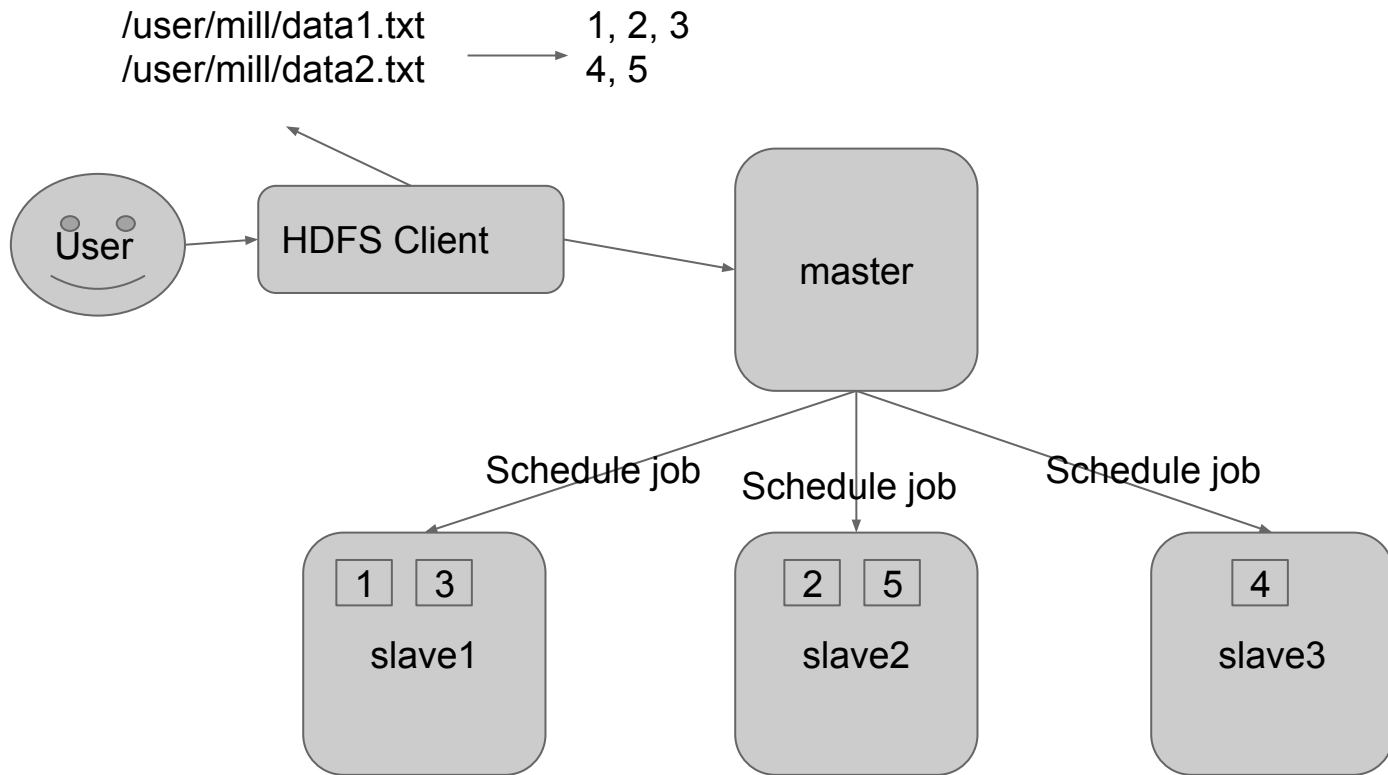 /user/mill/data1.txt 1, 2, 3
/user/mill/data2.txt 4, 5
User
HDFS Client
master
Schedule job
Schedule job
Schedule job
1 3
slave1
2 5
slave2
4
slave3